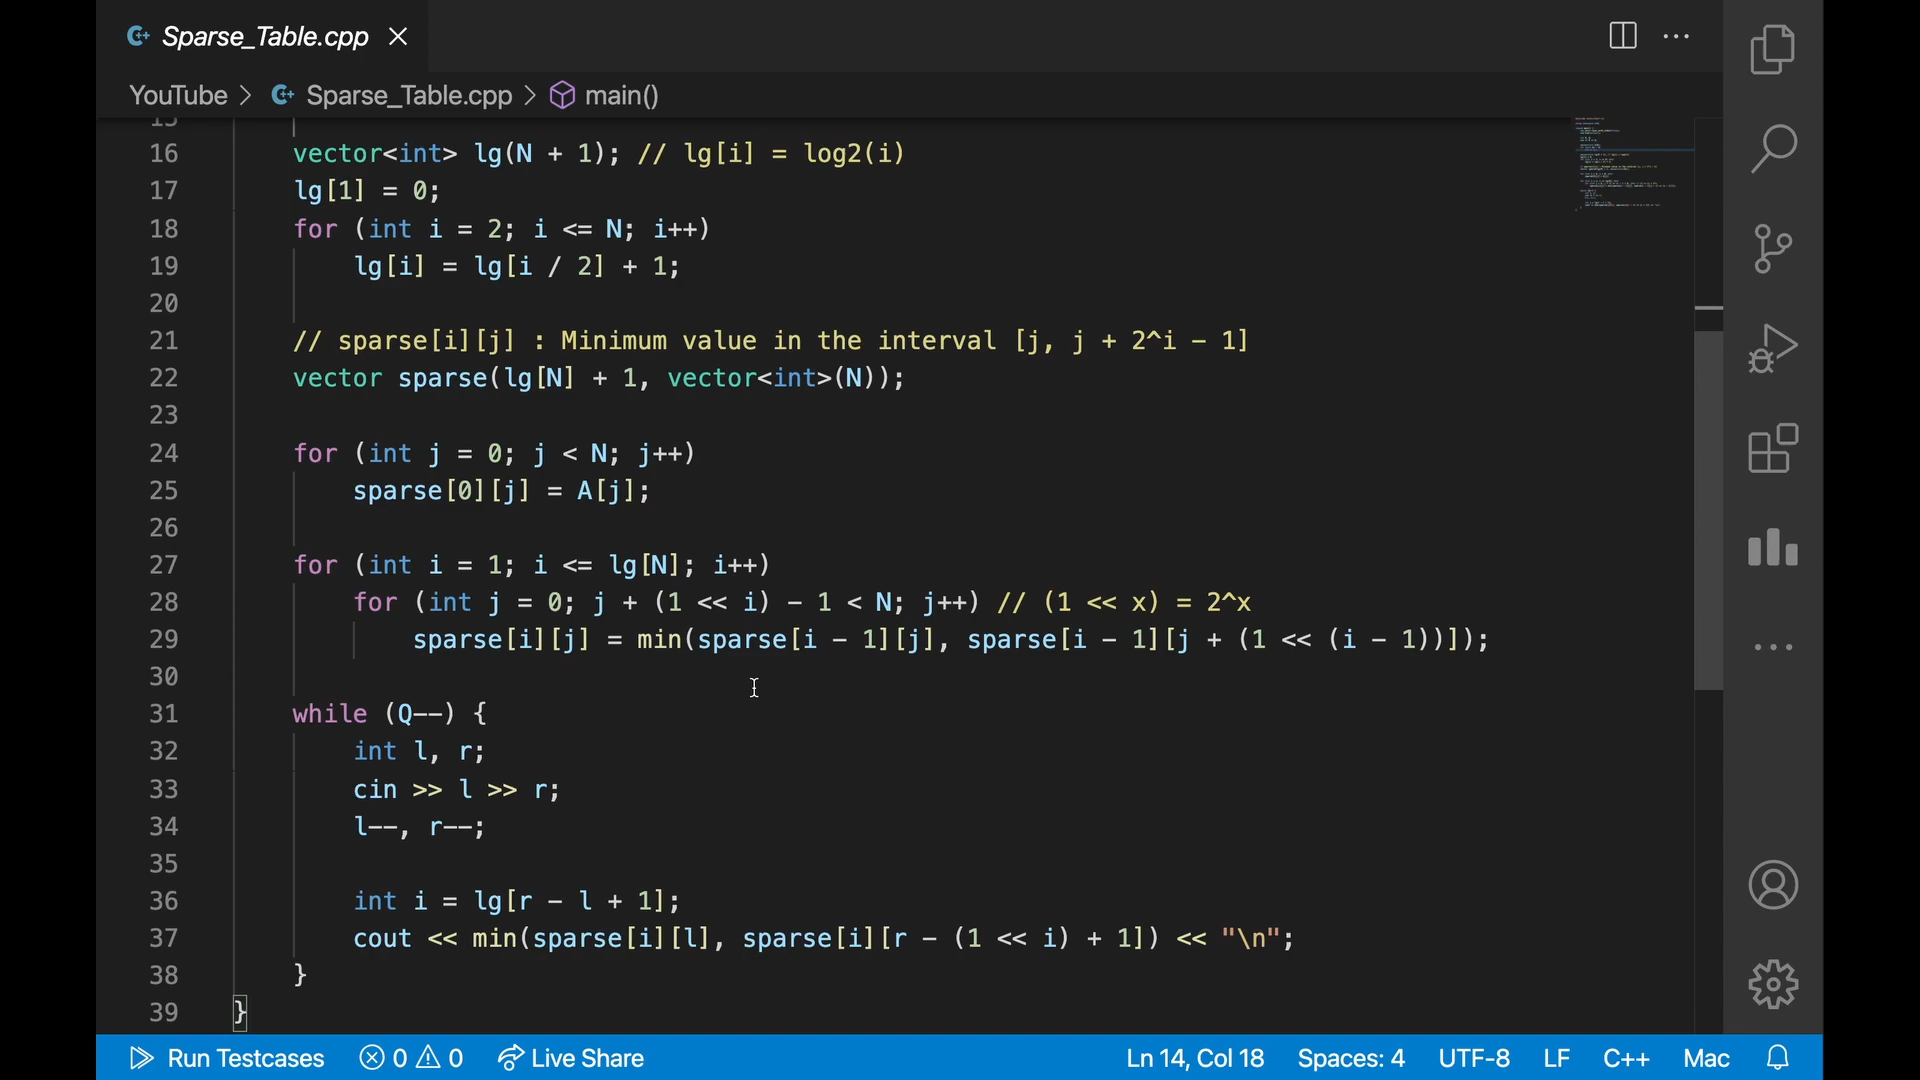 Sparse_Table.cpp
YouTube > Sparse_Table.cpp > main()
15
16 vector<int> lg(N + 1); // lg[i] = log2(i)
17 lg[1] = 0;
18 for (int i = 2; i <= N; i++)
19 lg[i] = lg[i / 2] + 1;
20
21 // sparse[i][j] : Minimum value in the interval [j, j + 2^i - 1]
22 vector sparse(lg[N] + 1, vector<int>(N));
23
24 for (int j = 0; j < N; j++)
25 sparse[0][j] = A[j];
26
27 for (int i = 1; i <= lg[N]; i++)
28 for (int j = 0; j + (1 << i) - 1 < N; j++) // (1 << x) = 2^x
29 sparse[i][j] = min(sparse[i - 1][j], sparse[i - 1][j + (1 << (i - 1))]);
30
31 while (Q--) {
32 int l, r;
33 cin >> l >> r;
34 l--, r--;
35
36 int i = lg[r - l + 1];
37 cout << min(sparse[i][l], sparse[i][r - (1 << i) + 1]) << "\n";
38 }
39 }
Run Testcases 0 0 Live Share Ln 14, Col 18 Spaces: 4 UTF-8 LF C++ Mac